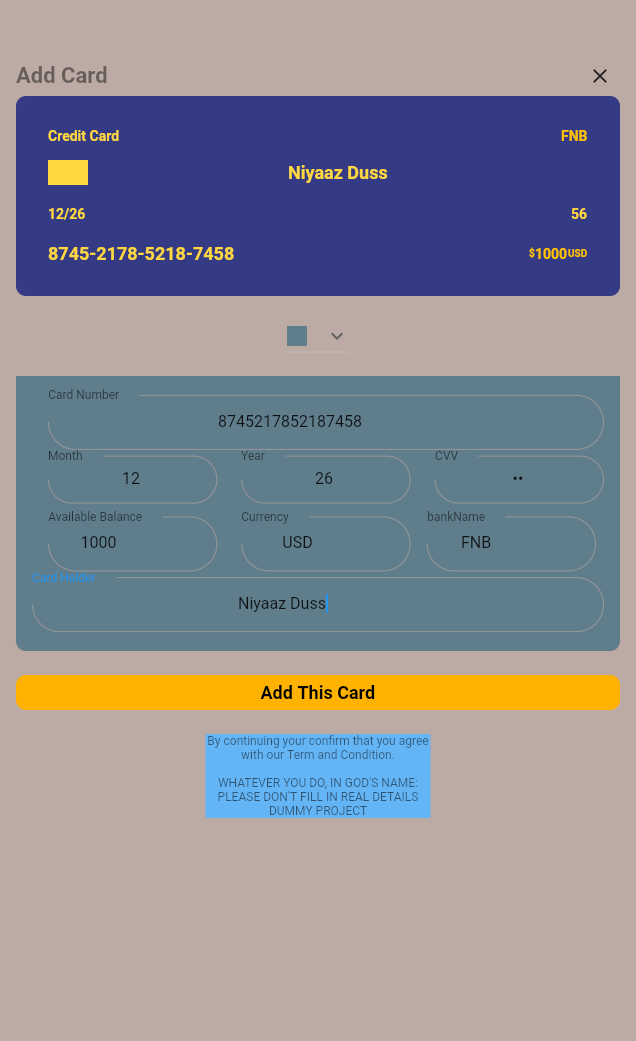 Add Card
Credit Card FNB
Niyaaz Duss
12/26 56
8745-2178-5218-7458 $1000USD
Card Number
8745217852187458
Month Year CVV
12 26 ••
Available Balance Currency bankName
1000 USD FNB
Card Holder
Niyaaz Duss
Add This Card
By continuing your confirm that you agree
with our Term and Condition.
WHATEVER YOU DO, IN GOD'S NAME:
PLEASE DON'T FILL IN REAL DETAILS
DUMMY PROJECT